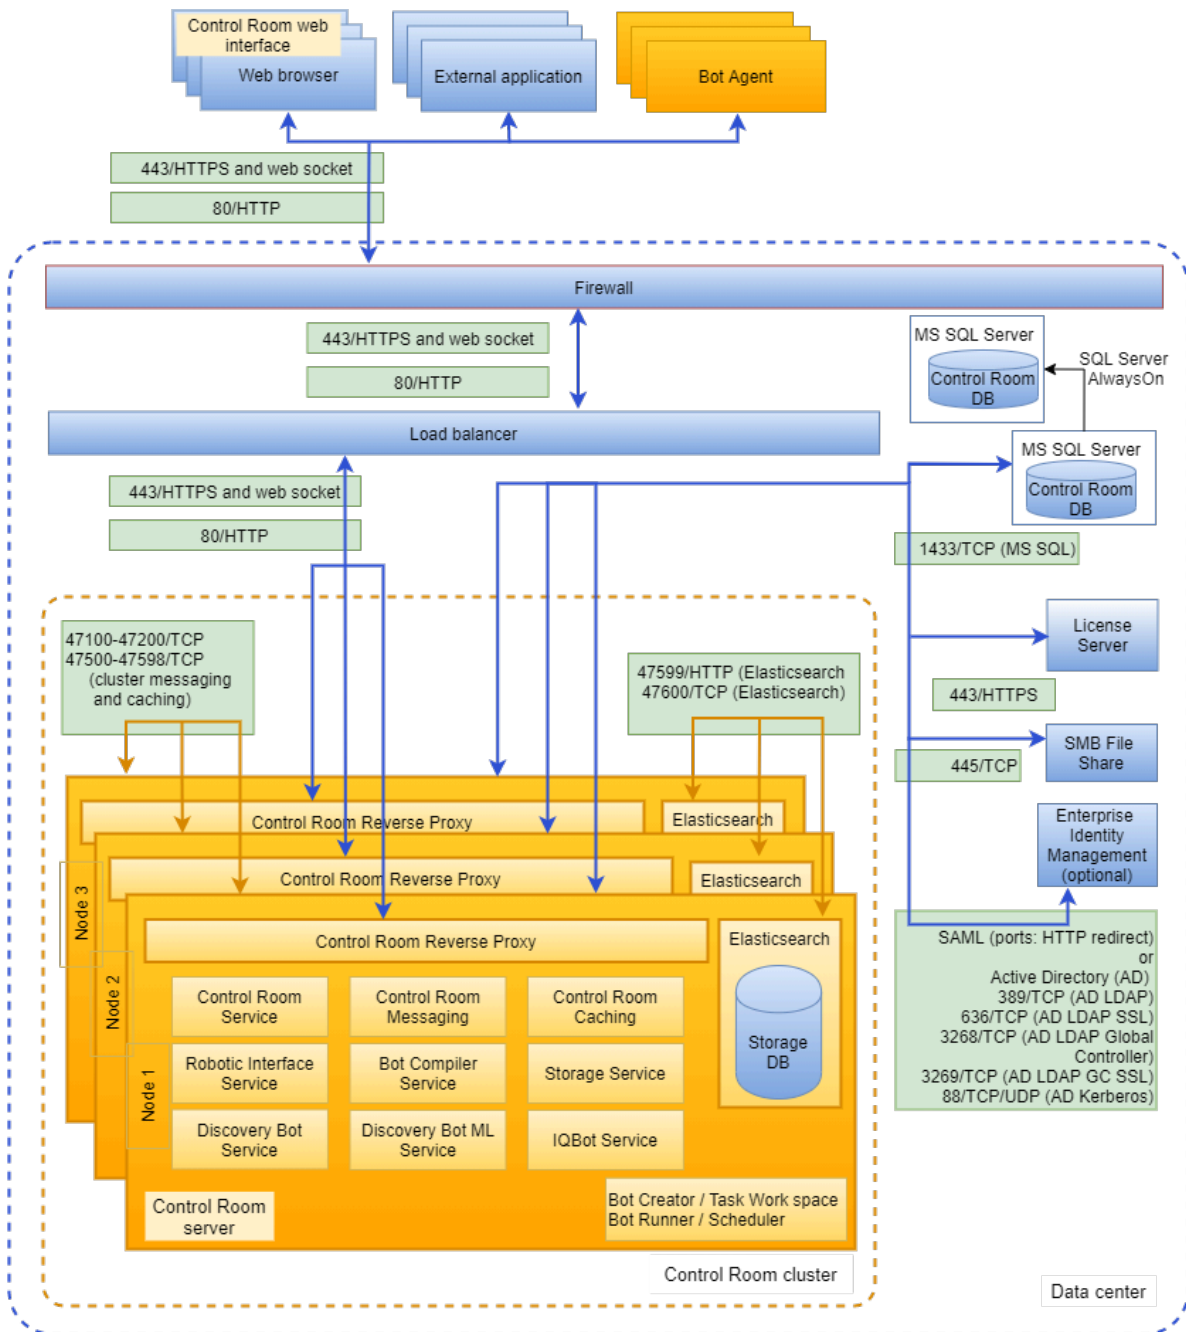 Control Room web
interface
Web browser
External application
Bot Agent
443/HTTPS and web socket
80/HTTP
Firewall
443/HTTPS and web socket
80/HTTP
MS SQL Server
Control Room
DB
SQL Server
AlwaysOn
Load balancer
MS SQL Server
Control Room
DB
443/HTTPS and web socket
80/HTTP
1433/TCP (MS SQL)
47100-47200/TCP
47500-47598/TCP
(cluster messaging
and caching)
47599/HTTP (Elasticsearch
47600/TCP (Elasticsearch)
License
Server
443/HTTPS
SMB File
Share
445/TCP
Enterprise
Identity
Management
(optional)
Control Room Reverse Proxy
Elasticsearch
Control Room Reverse Proxy
Elasticsearch
Node 3
Node 2
Node 1
Control Room Reverse Proxy
Elasticsearch
Storage
DB
Control Room
Service
Control Room
Messaging
Control Room
Caching
Robotic Interface
Service
Bot Compiler
Service
Storage Service
Discovery Bot
Service
Discovery Bot ML
Service
IQBot Service
SAML (ports: HTTP redirect)
or
Active Directory (AD)
389/TCP (AD LDAP)
636/TCP (AD LDAP SSL)
3268/TCP (AD LDAP Global
Controller)
3269/TCP (AD LDAP GC SSL)
88/TCP/UDP (AD Kerberos)
Control Room
server
Bot Creator / Task Work space
Bot Runner / Scheduler
Control Room cluster
Data center